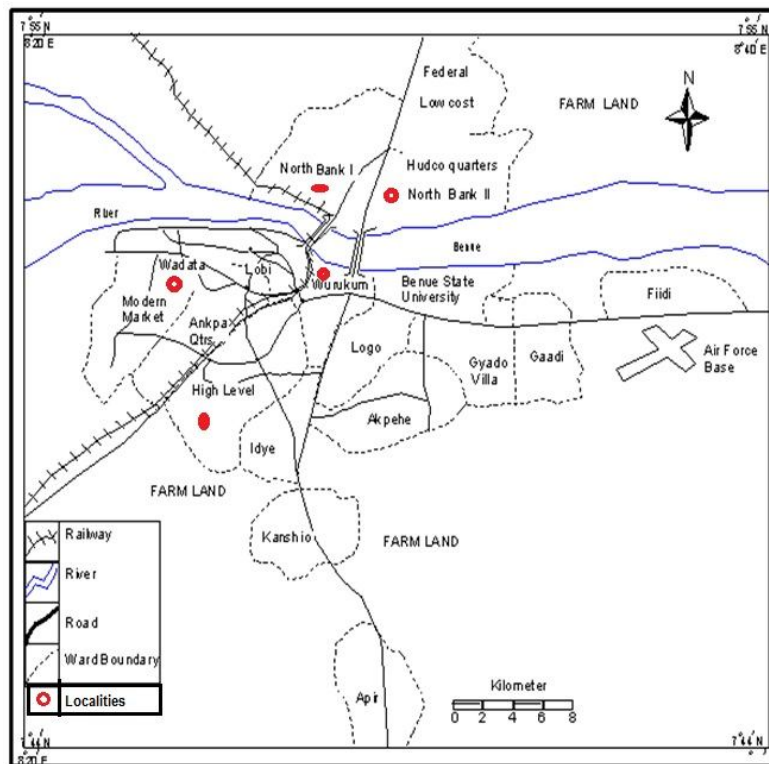 7°55 N
8°20 E
7°55 N
8°40 E
Federal
Low cost
FARM LAND
N
North Bank I
Hudco quarters
North Bank II
River
Benue
Wadata
Lobi
Wurukum
Benue State
University
Fiidi
Modern
Market
Ankpa
Qtrs
Logo
Gyado
Villa
Gaadi
Air Force
Base
High Level
Akpehe
Idye
FARM LAND
Kanshio
FARM LAND
Railway
River
Road
Ward Boundary
Localities
Apir
Kilometer
0 2 4 6 8
7°44 N
8°20 E
7°44 N